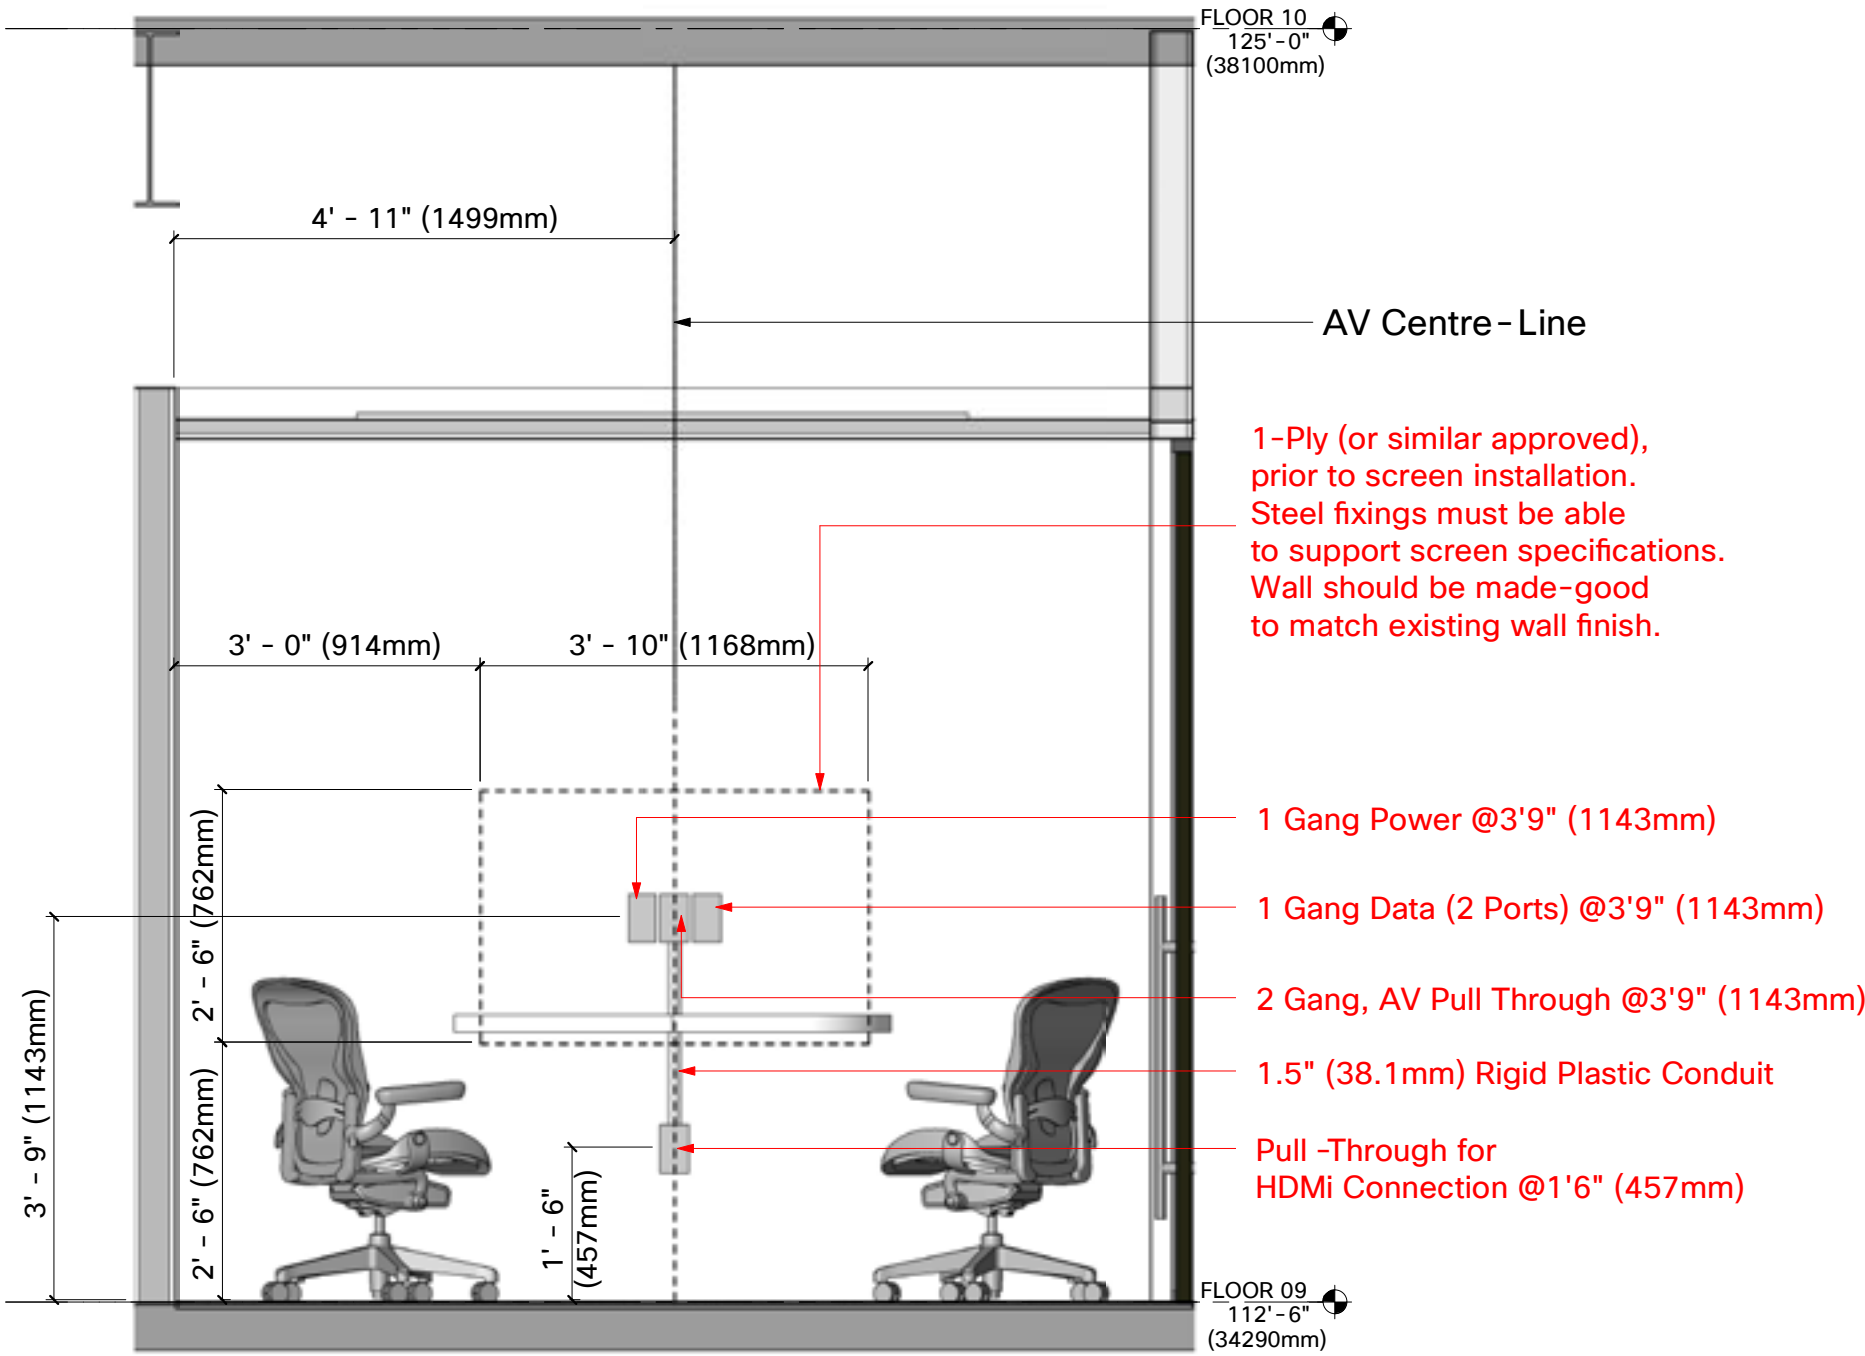 FLOOR 10
125'-0"
(38100mm)
4' - 11" (1499mm)
AV Centre-Line
1-Ply (or similar approved),
prior to screen installation.
Steel fixings must be able
to support screen specifications.
Wall should be made-good
to match existing wall finish.
3' - 0" (914mm)
3' - 10" (1168mm)
2' - 6" (762mm)
1 Gang Power @3'9" (1143mm)
1 Gang Data (2 Ports) @3'9" (1143mm)
2 Gang, AV Pull Through @3'9" (1143mm)
3' - 9" (1143mm)
2' - 6" (762mm)
1.5" (38.1mm) Rigid Plastic Conduit
Pull -Through for
HDMi Connection @1'6" (457mm)
1' - 6"
(457mm)
FLOOR 09
112'-6"
(34290mm)